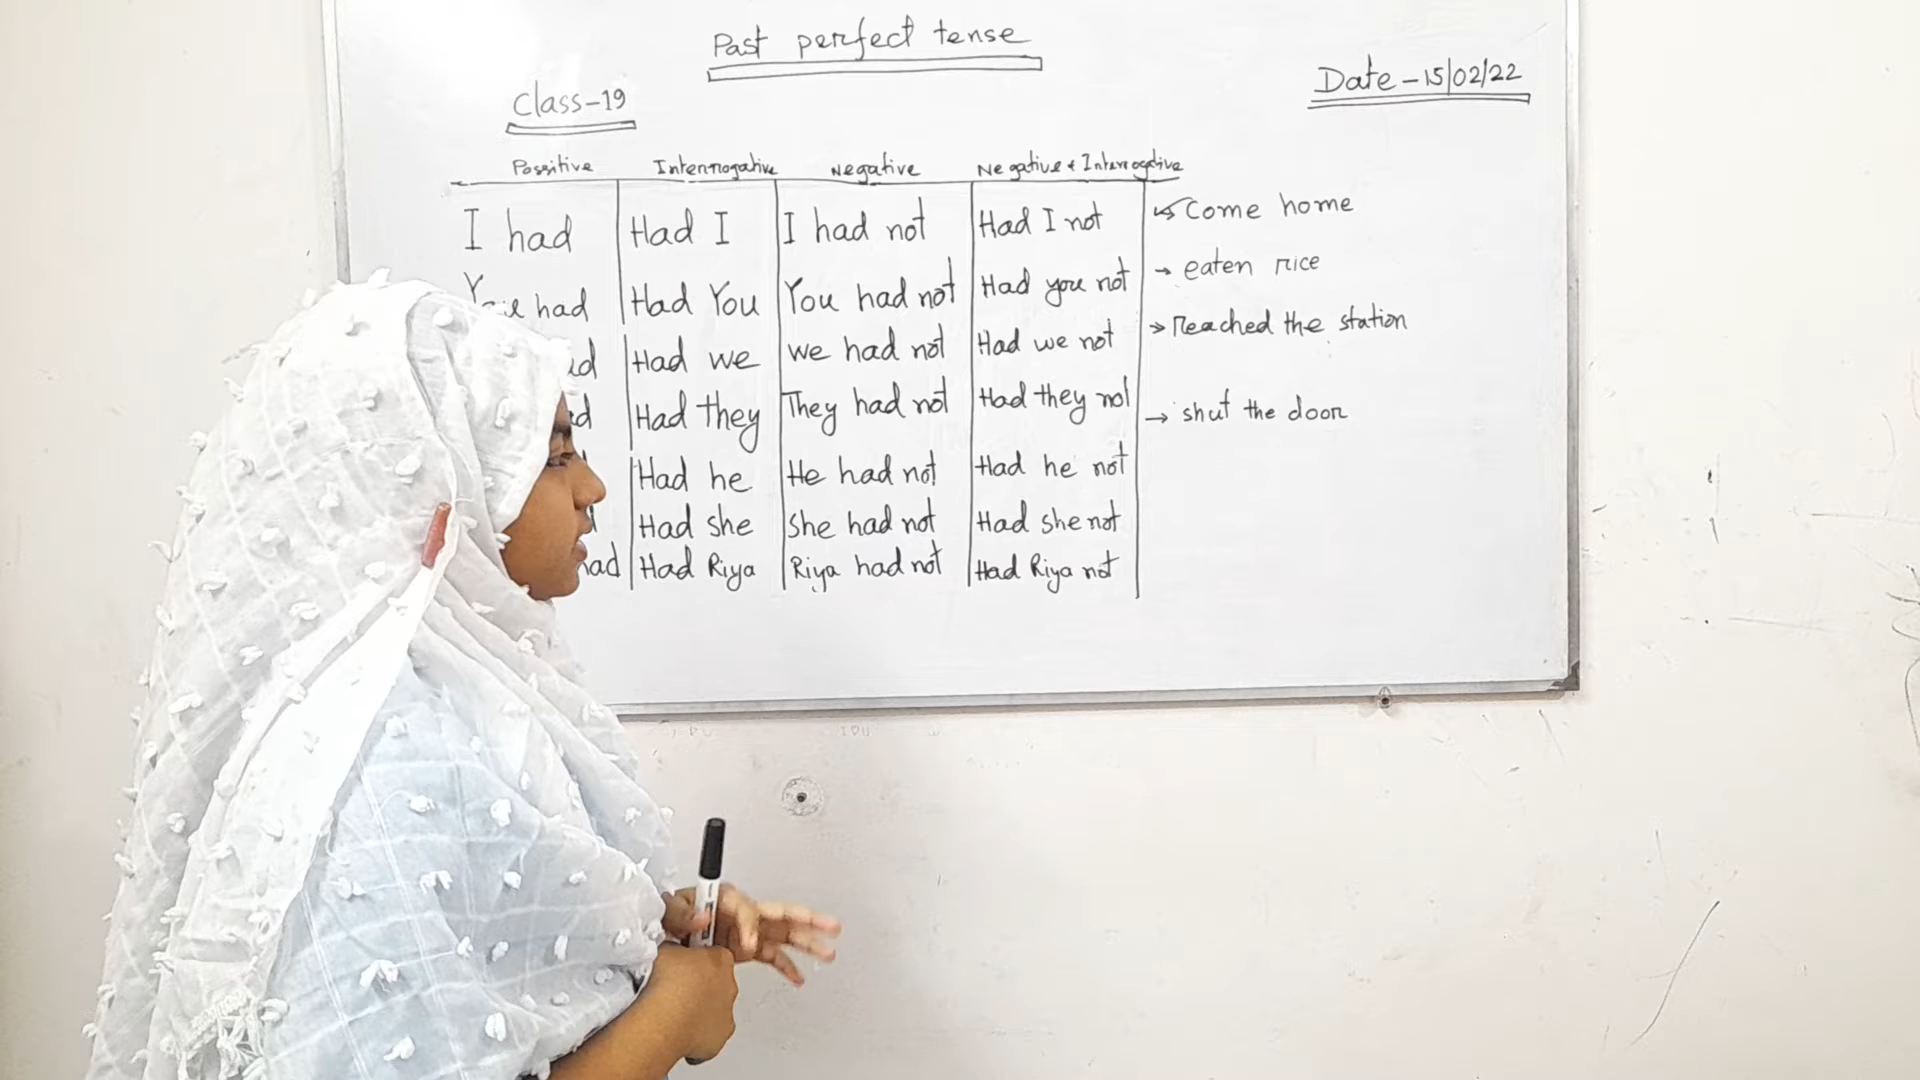 Past perfect tense
Class-19
Date-15/02/22
Possitive Interrogative Negative Negative & Interrogative
I had Had I I had not Had I not Come home
You had Had You You had not Had you not → eaten rice
Had we we had not Had we not → Reached the station
Had they They had not Had they not → shut the door
Had he He had not Had he not
Had she She had not Had she not
had Had Riya Riya had not Had Riya not